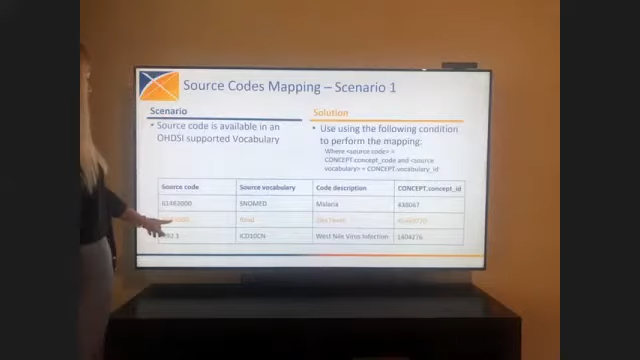 Source Codes Mapping – Scenario 1
Scenario
Solution
• Source code is available in an
OHDSI supported Vocabulary
• Use using the following condition
to perform the mapping:
Where <source code> =
CONCEPT.concept_code and <source
vocabulary> = CONCEPT.vocabulary_id
Source code Source vocabulary Code description CONCEPT.concept_id
61462000 SNOMED Malaria 438067
ICD10CN West Nile Virus Infection 1404276